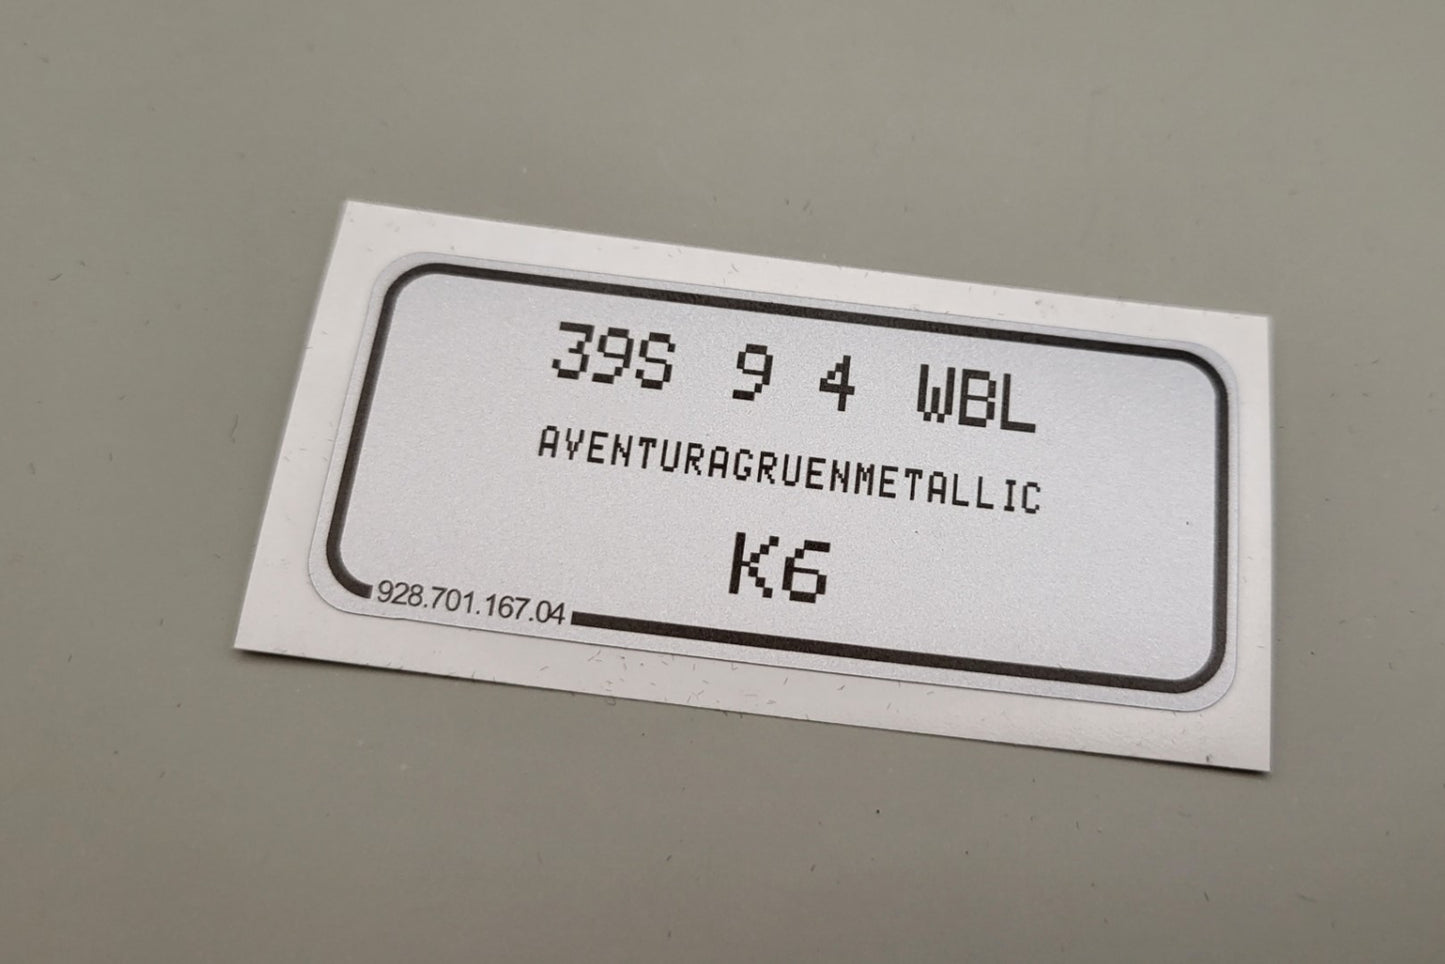 39S 9 4 WBL
AVENTURAGRUENMETALLIC
K6
928.701.167.04